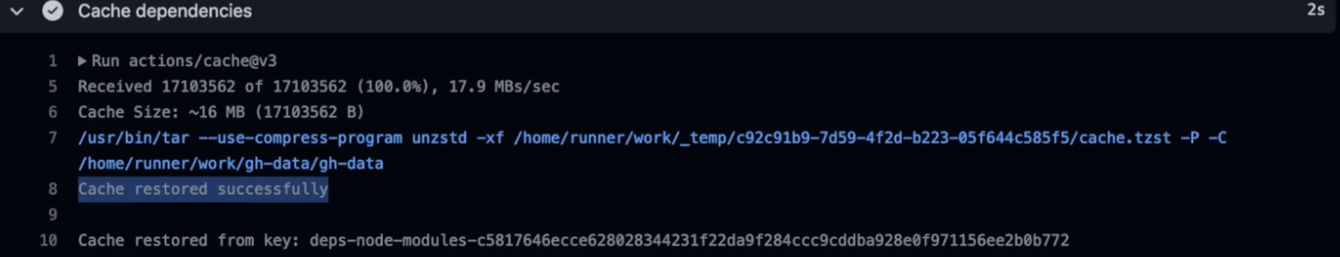 Cache dependencies 2s
1 ▶ Run actions/cache@v3
5 Received 17103562 of 17103562 (100.0%), 17.9 MBs/sec
6 Cache Size: ~16 MB (17103562 B)
7 /usr/bin/tar --use-compress-program unzstd -xf /home/runner/work/_temp/c92c91b9-7d59-4f2d-b223-05f644c585f5/cache.tzst -P -C
/home/runner/work/gh-data/gh-data
8 Cache restored successfully
9
10 Cache restored from key: deps-node-modules-c5817646ecce628028344231f22da9f284ccc9cddba928e0f971156ee2b0b772